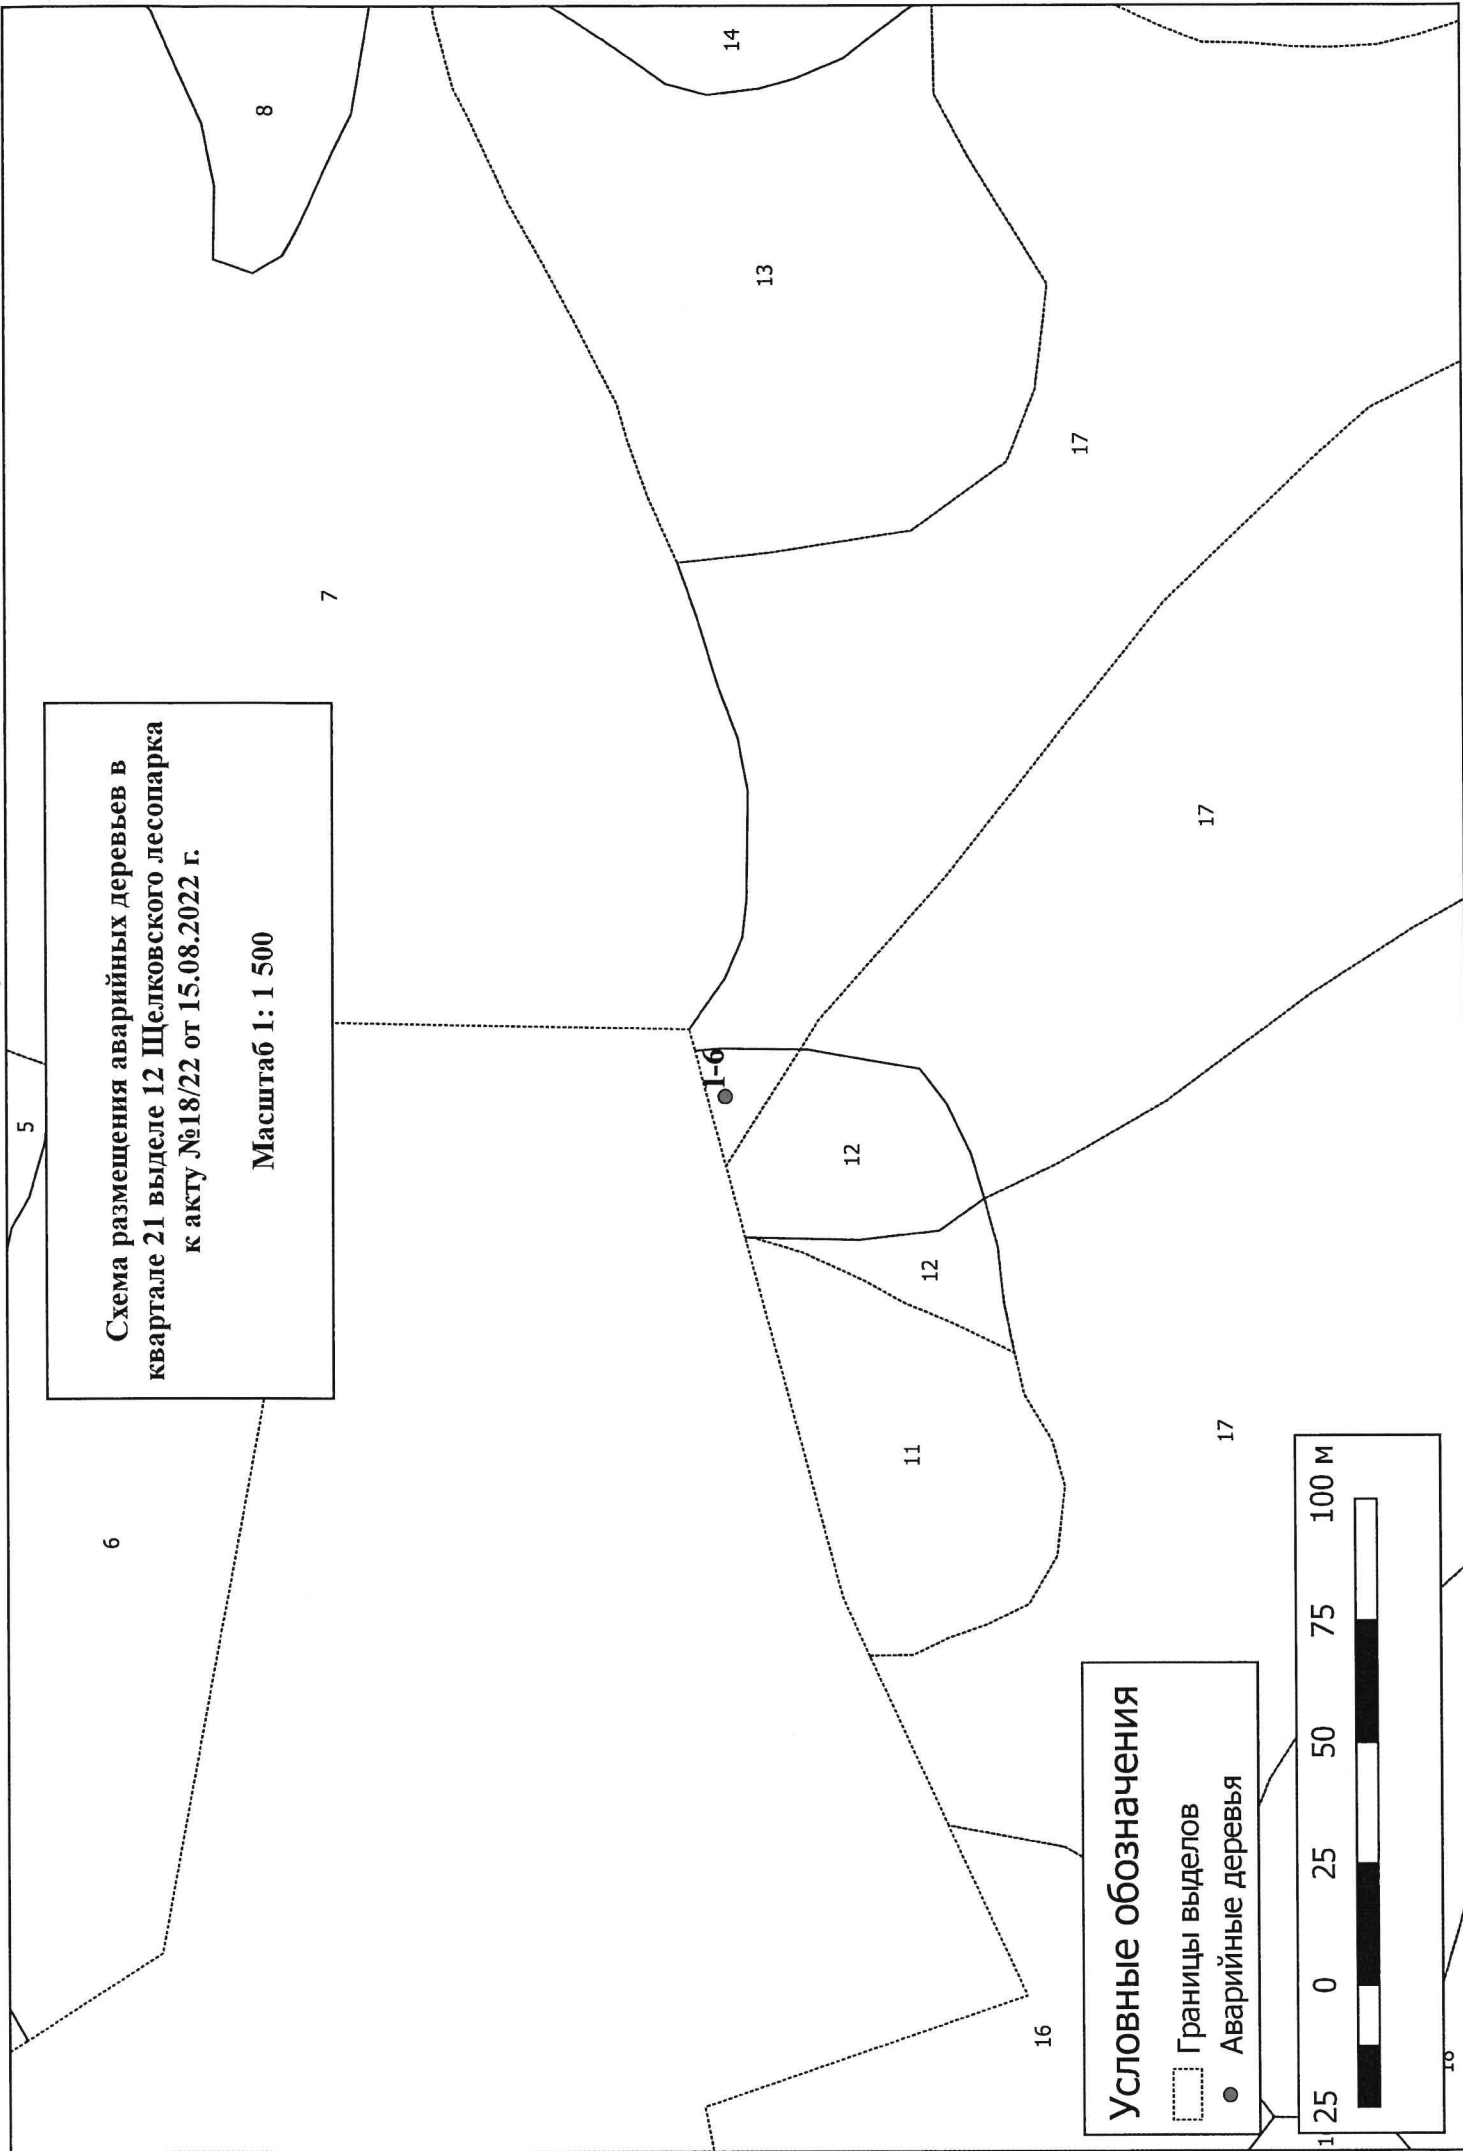 5
Схема размещения аварийных деревьев в
квартале 21 выделе 12 Щелковского лесопарка
к акту №18/22 от 15.08.2022 г.
Масштаб 1: 1 500
6
8
7
14
13
1-6
12
12
11
17
17
17
16
Условные обозначения
Границы выделов
Аварийные деревья
25 0 25 50 75 100 м